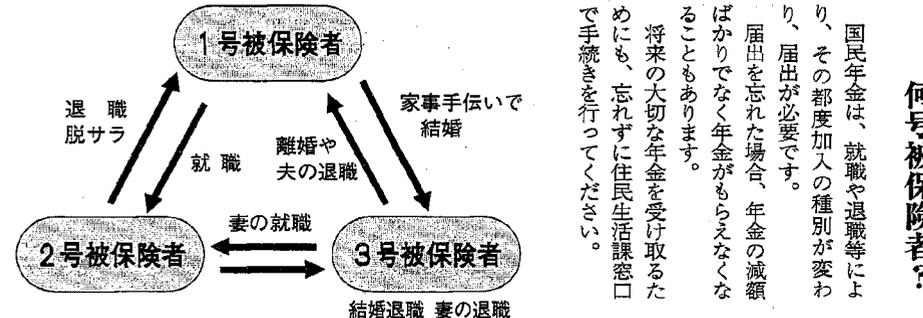 何号被保険者?
国民年金は、就職や退職等によ
り、その都度加入の種別が変わ
り、届出が必要です。
届出を忘れた場合、年金の減額
ばかりでなく年金がもらえなくな
ることもあります。
将来の大切な年金を受け取るた
めにも、忘れずに住民生活課窓口
で手続きを行ってください。
1号被保険者
退 職
脱サラ
就 職
離婚や
夫の退職
家事手伝いで
結婚
2号被保険者
妻の就職
3号被保険者
結婚退職 妻の退職